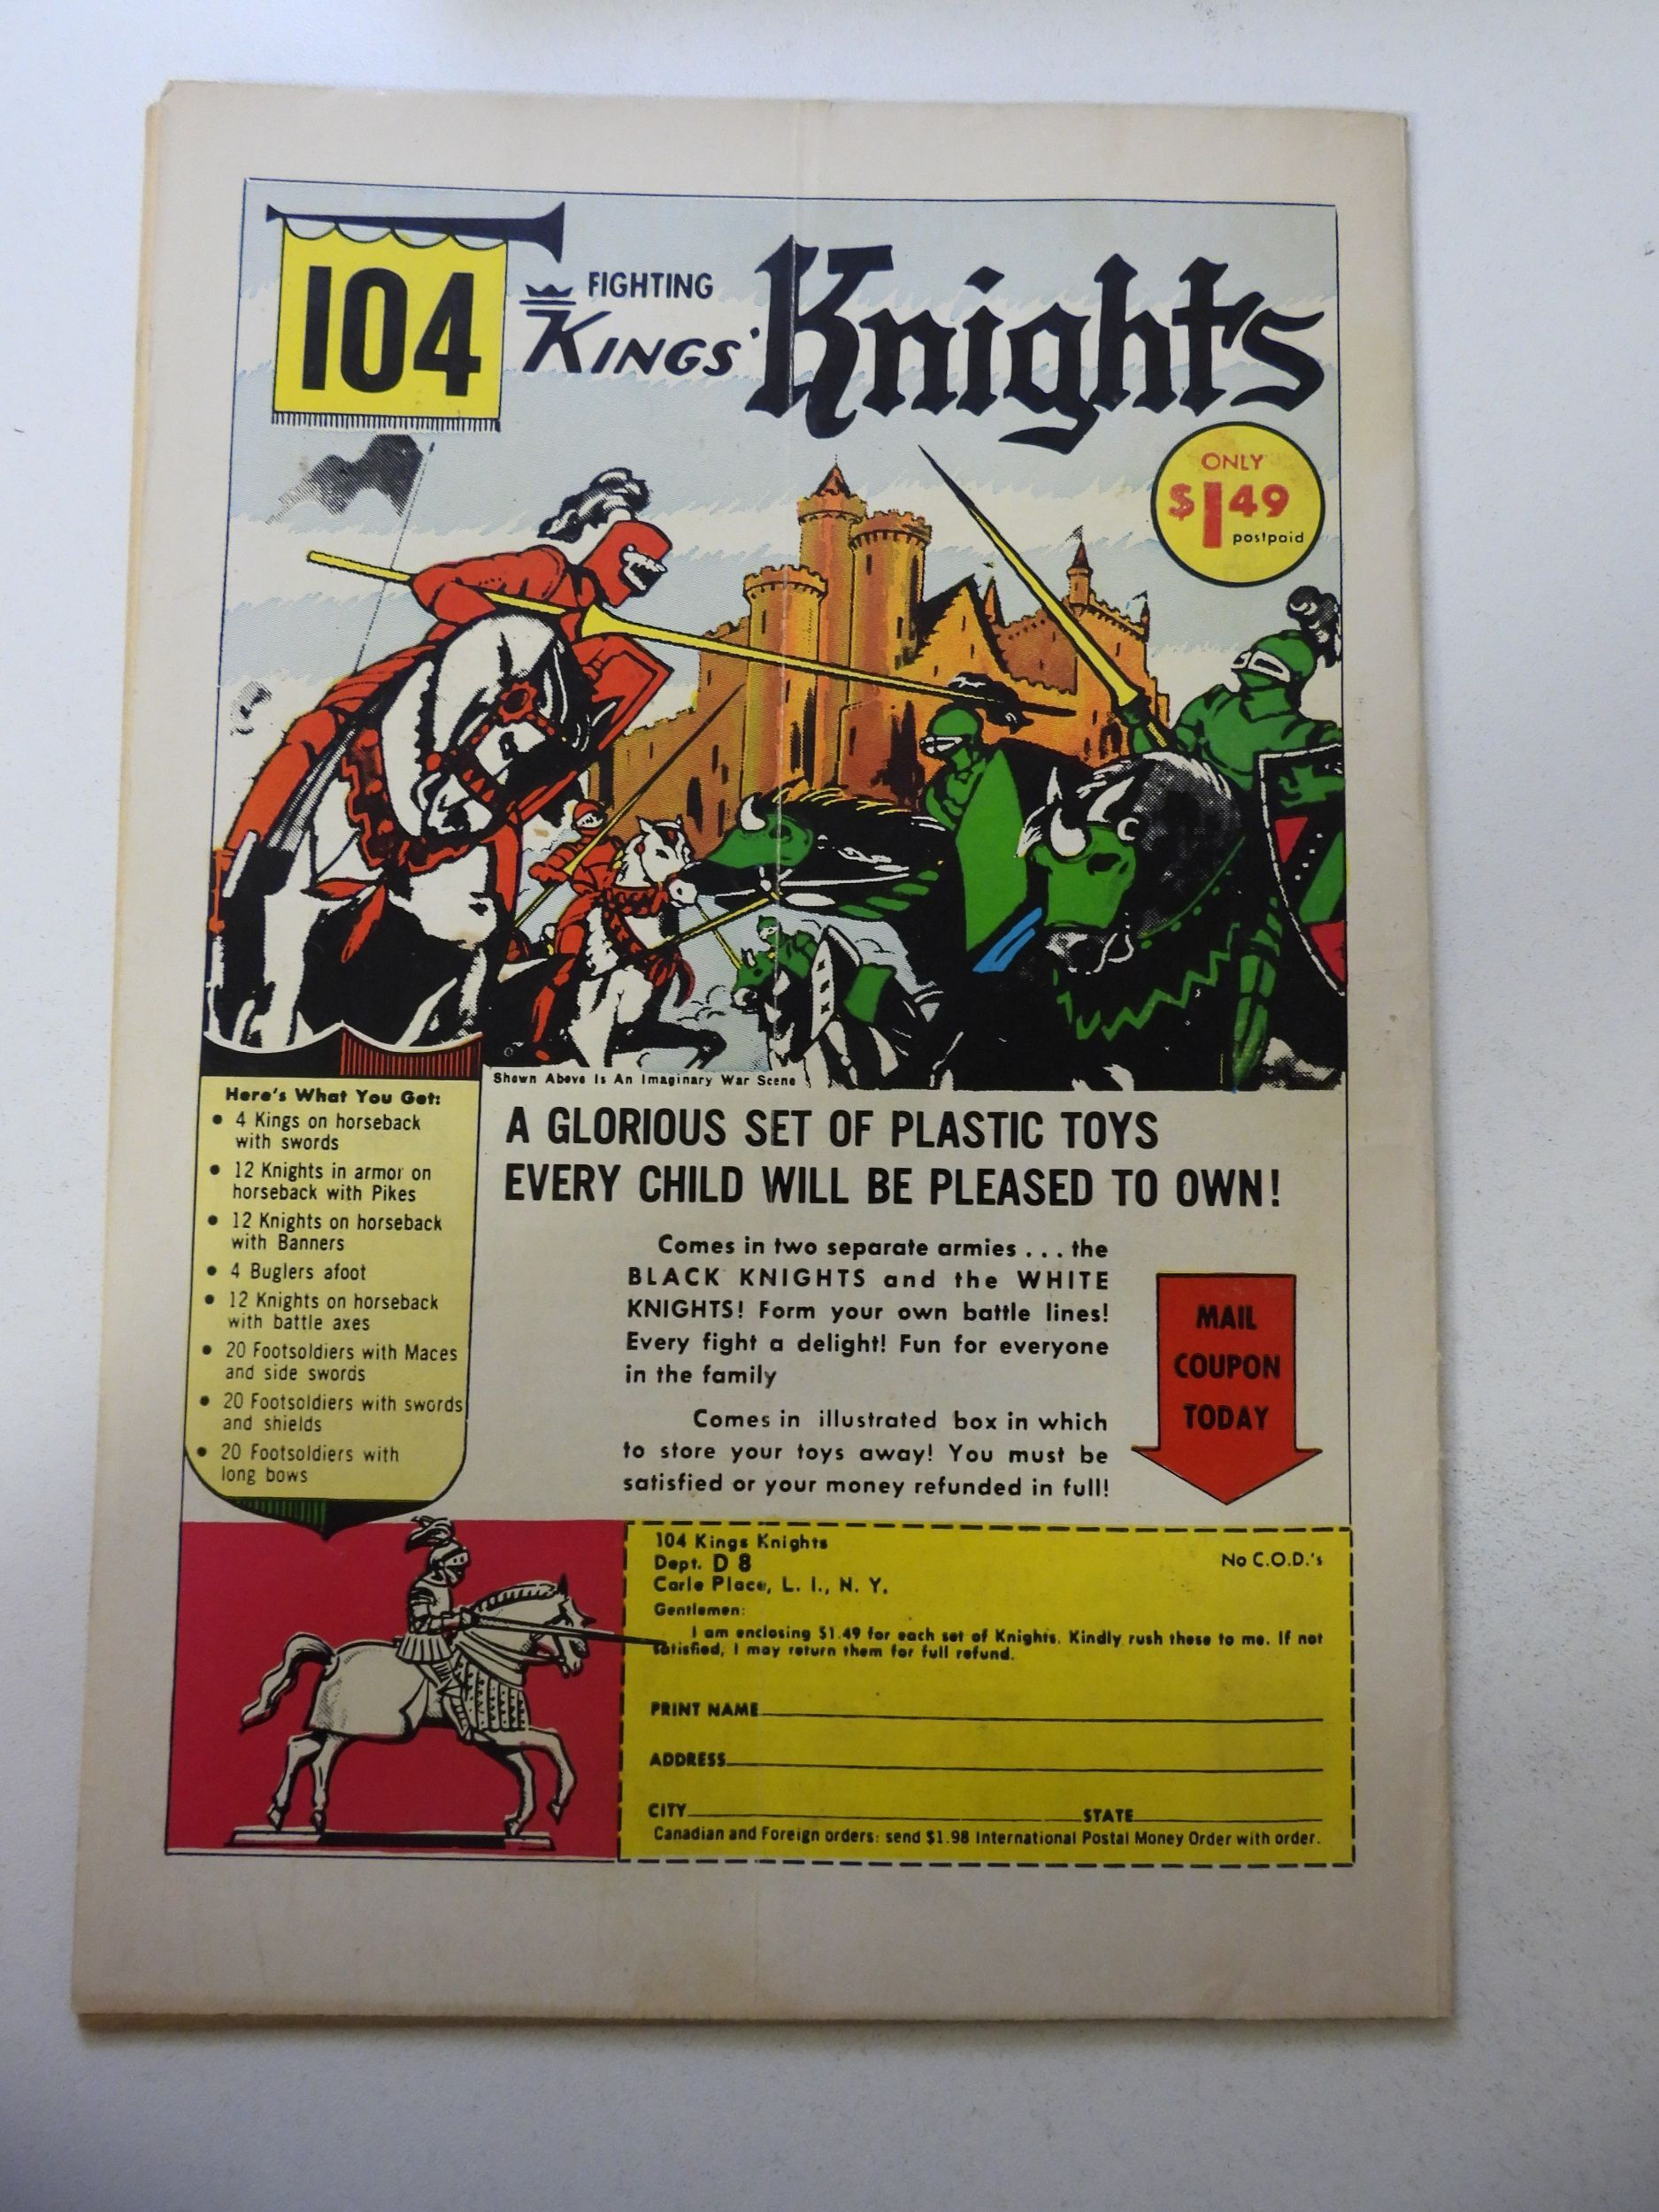 104
FIGHTING
KINGS' Knights
ONLY
$1 49
postpaid
Shown Above Is An Imaginary War Scene
Here's What You Get:
• 4 Kings on horseback
with swords
• 12 Knights in armor on
horseback with Pikes
• 12 Knights on horseback
with Banners
• 4 Buglers afoot
• 12 Knights on horseback
with battle axes
• 20 Footsoldiers with Maces
and side swords
• 20 Footsoldiers with swords
and shields
• 20 Footsoldiers with
long bows
A GLORIOUS SET OF PLASTIC TOYS
EVERY CHILD WILL BE PLEASED TO OWN!
Comes in two separate armies ... the
BLACK KNIGHTS and the WHITE
KNIGHTS! Form your own battle lines!
Every fight a delight! Fun for everyone
in the family
Comes in illustrated box in which
to store your toys away! You must be
satisfied or your money refunded in full!
MAIL
COUPON
TODAY
104 Kings Knights
Dept. D 8
No C.O.D.'s
Carle Place, L. I., N. Y.
Gentlemen:
I am enclosing $1.49 for each set of Knights. Kindly rush these to me. If not
satisfied, I may return them for full refund.
PRINT NAME
ADDRESS
CITY STATE
Canadian and Foreign orders: send $1.98 International Postal Money Order with order.